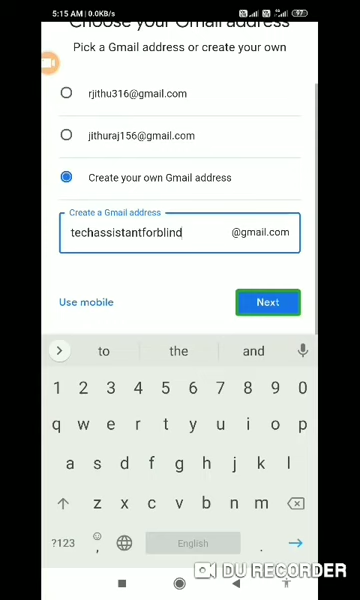 5:15 AM | 0.0KB/s
97
Choose your Gmail address
Pick a Gmail address or create your own
rjithu316@gmail.com
jithuraj156@gmail.com
Create your own Gmail address
Create a Gmail address
techassistantforblind @gmail.com
Use mobile Next
to the and
1 2 3 4 5 6 7 8 9 0
q w e r t y u i o p
a s d f g h j k l
z x c v b n m
?123 , English .
DU RECORDER